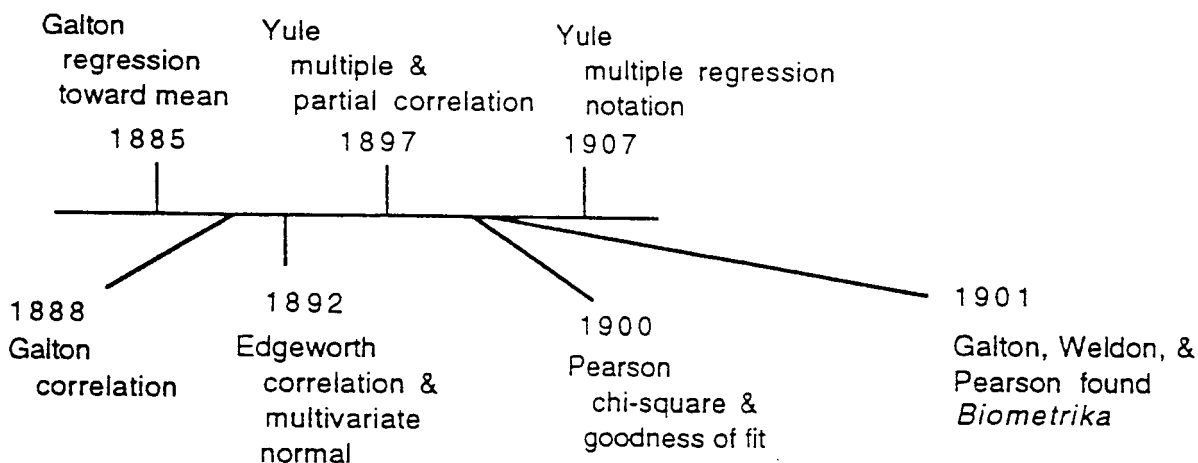 Galton
regression
toward mean
1885
Yule
multiple &
partial correlation
1897
Yule
multiple regression
notation
1907
1888
Galton
correlation
1892
Edgeworth
correlation &
multivariate
normal
1900
Pearson
chi-square &
goodness of fit
1901
Galton, Weldon, &
Pearson found
Biometrika